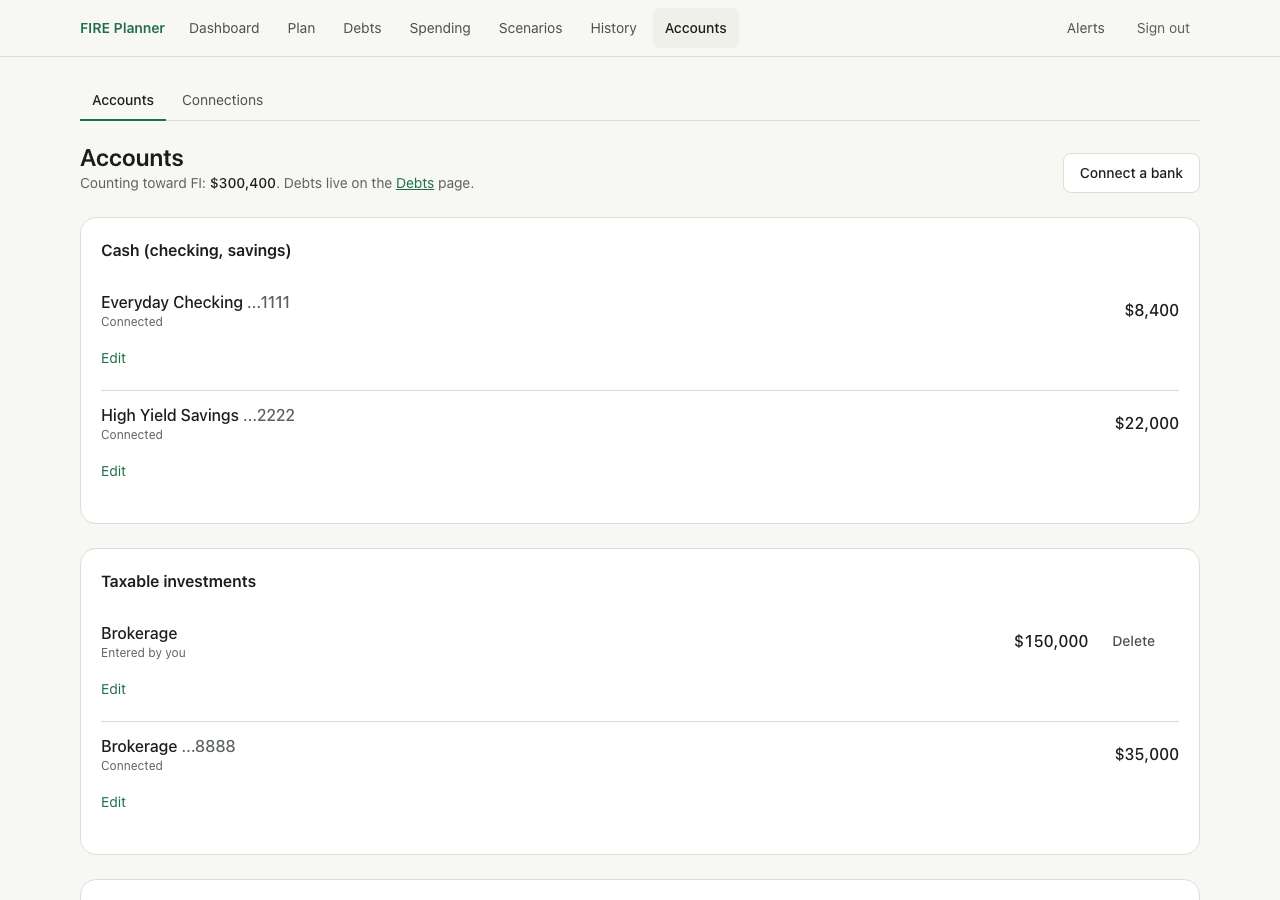 FIRE Planner Dashboard Plan Debts Spending Scenarios History Accounts Alerts Sign out
Accounts Connections
Accounts
Counting toward FI: $300,400. Debts live on the Debts page.
Connect a bank
Cash (checking, savings)
Everyday Checking ...1111
Connected
$8,400
Edit
High Yield Savings ...2222
Connected
$22,000
Edit
Taxable investments
Brokerage
Entered by you
$150,000 Delete
Edit
Brokerage ...8888
Connected
$35,000
Edit